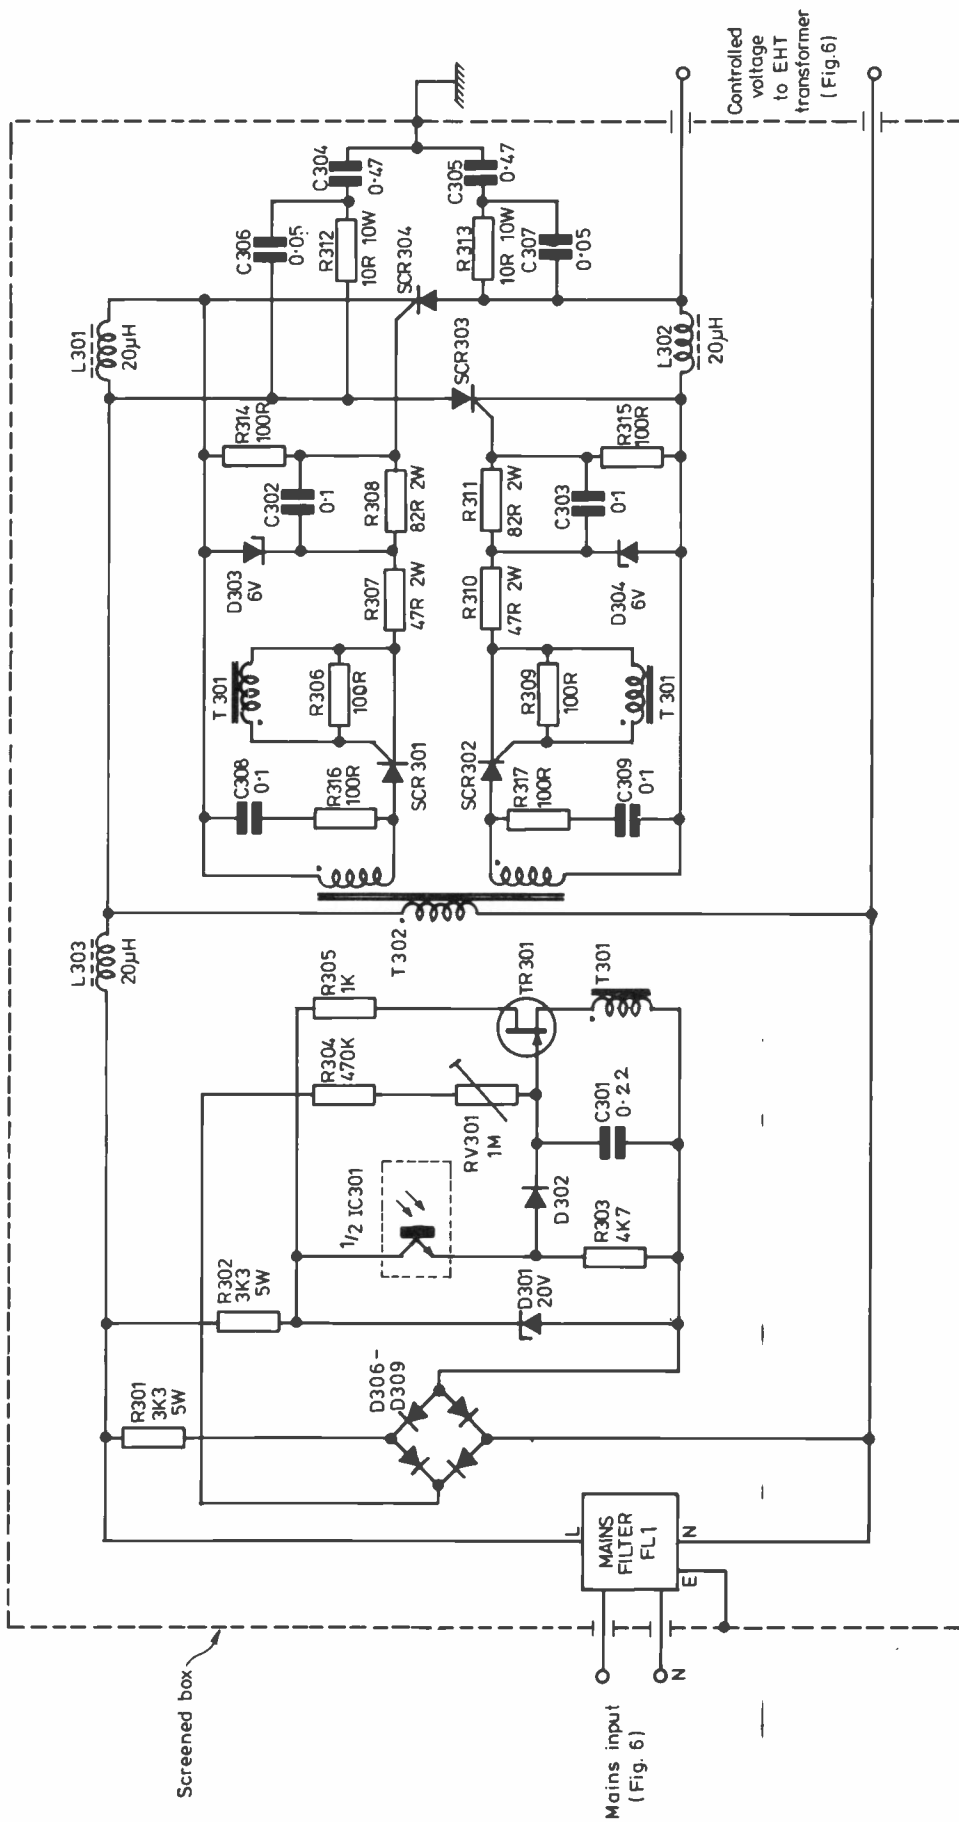 Screened box
Mains input
(Fig. 6)
N
MAINS
FILTER
FL1
L
N
E
R301
3K3
5W
R302
3K3
5W
D306-
D309
D301
20V
1/2 IC301
R303
4K7
D302
RV301
1M
C301
0·22
R304
470K
R305
1K
TR301
T301
L303
20µH
T302
C308
0·1
R316
100R
SCR301
SCR302
R317
100R
C309
0·1
T301
R306
100R
R309
100R
T301
D303
6V
R307
47R 2W
R310
47R 2W
D304
6V
R314
100R
C302
0·1
R308
82R 2W
R311
82R 2W
C303
0·1
R315
100R
L301
20µH
SCR303
SCR304
L302
20µH
C306
0·05
R312
10R 10W
R313
10R 10W
C307
0·05
C304
0·47
C305
0·47
Controlled
voltage
to EHT
transformer
(Fig.6)